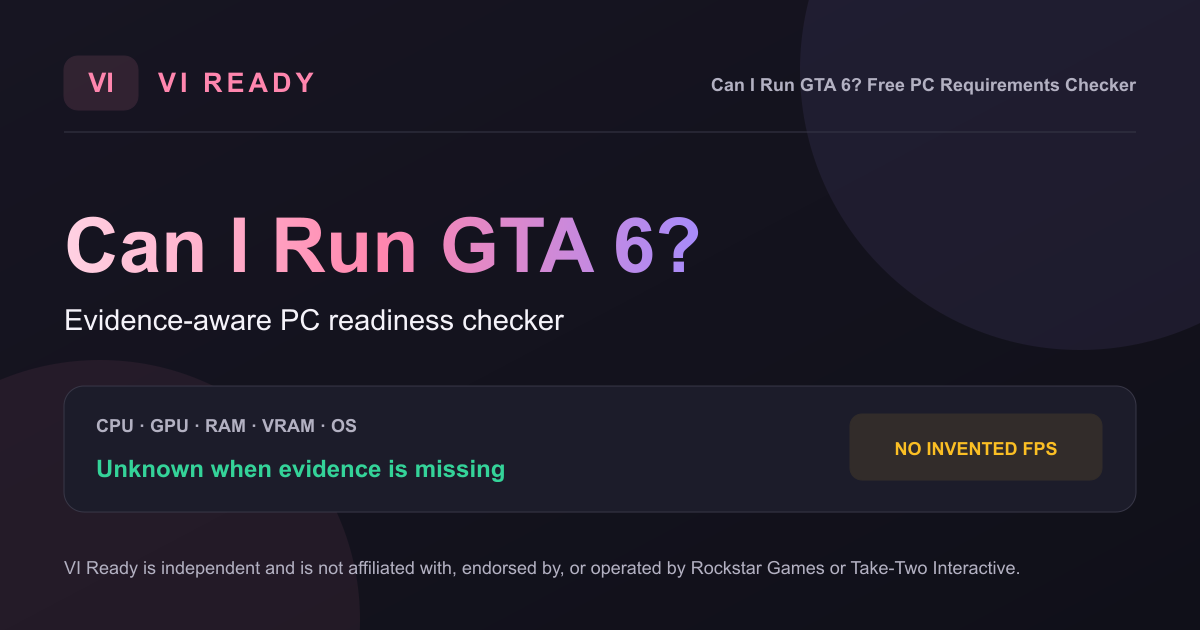 VI
VI READY
Can I Run GTA 6? Free PC Requirements Checker
Can I Run GTA 6?
Evidence-aware PC readiness checker
CPU · GPU · RAM · VRAM · OS
Unknown when evidence is missing
NO INVENTED FPS
VI Ready is independent and is not affiliated with, endorsed by, or operated by Rockstar Games or Take-Two Interactive.